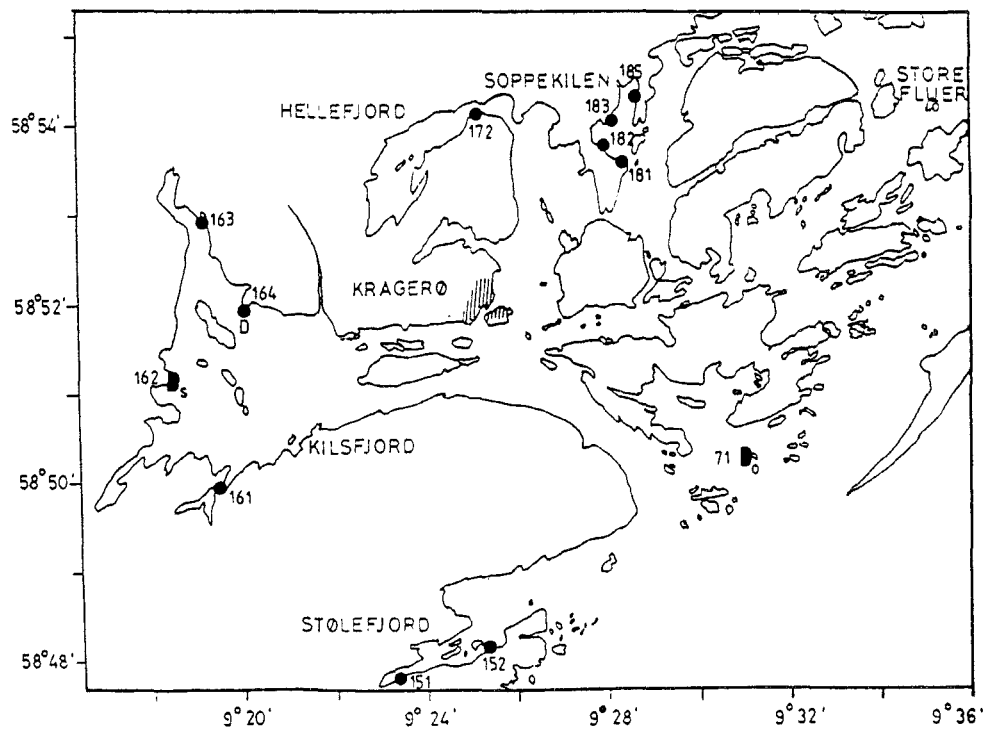 185
SOPPEKILEN
STORE
FLUER
HELLEFJORD
183
58°54'
172
182
181
163
164
KRAGERØ
58°52'
162
S
KILSFJORD
71
58°50'
161
STØLEFJORD
152
58°48'
151
9°20'
9°24'
9°28'
9°32'
9°36'